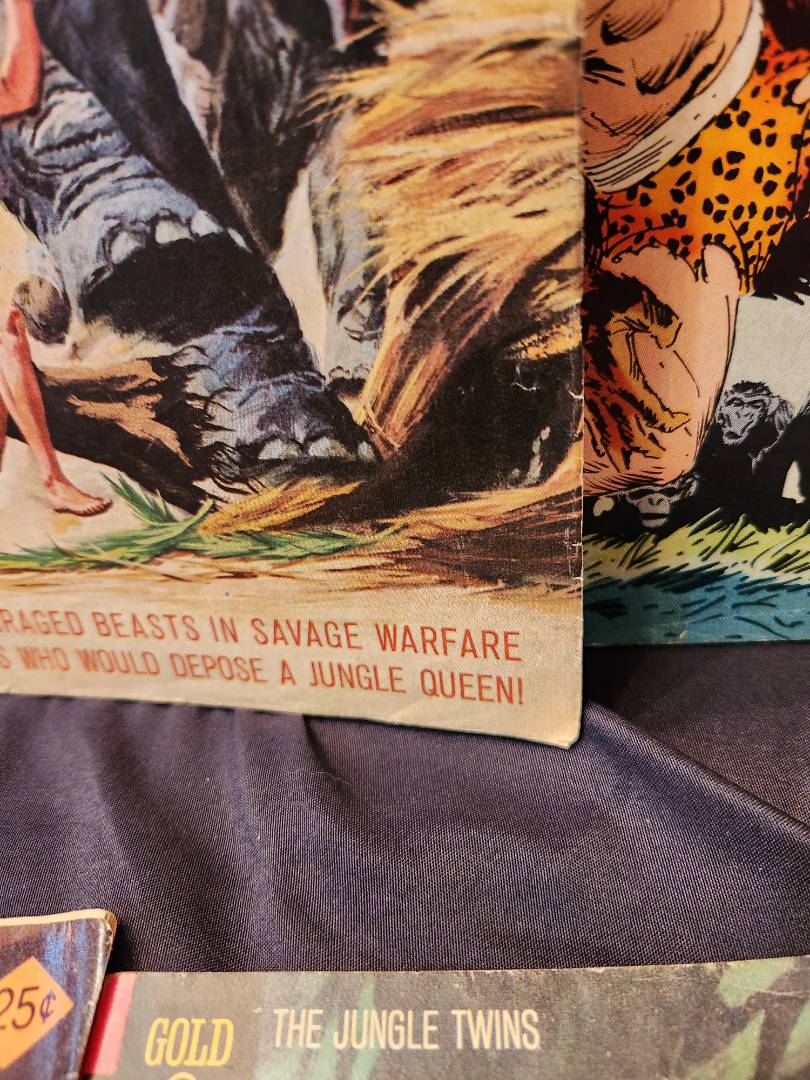 RAGED BEASTS IN SAVAGE WARFARE
S WHO WOULD DEPOSE A JUNGLE QUEEN!
25¢
GOLD
THE JUNGLE TWINS